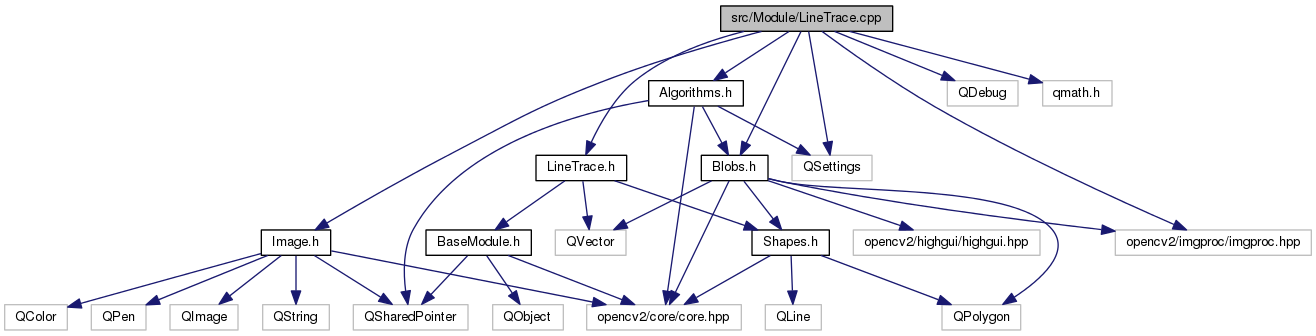 src/Module/LineTrace.cpp
Algorithms.h
QDebug
qmath.h
LineTrace.h
Blobs.h
QSettings
Image.h
BaseModule.h
QVector
Shapes.h
opencv2/highgui/highgui.hpp
opencv2/imgproc/imgproc.hpp
QColor
QPen
QImage
QString
QSharedPointer
QObject
opencv2/core/core.hpp
QLine
QPolygon